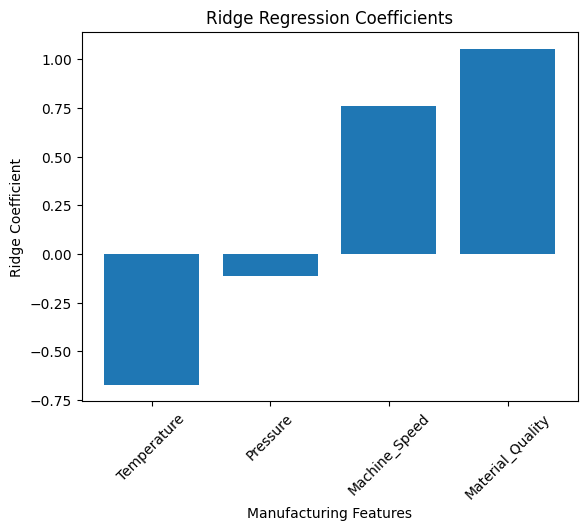 Ridge Regression Coefficients
Ridge Coefficient
1.00
0.75
0.50
0.25
0.00
−0.25
−0.50
−0.75
Temperature
Pressure
Machine_Speed
Material_Quality
Manufacturing Features